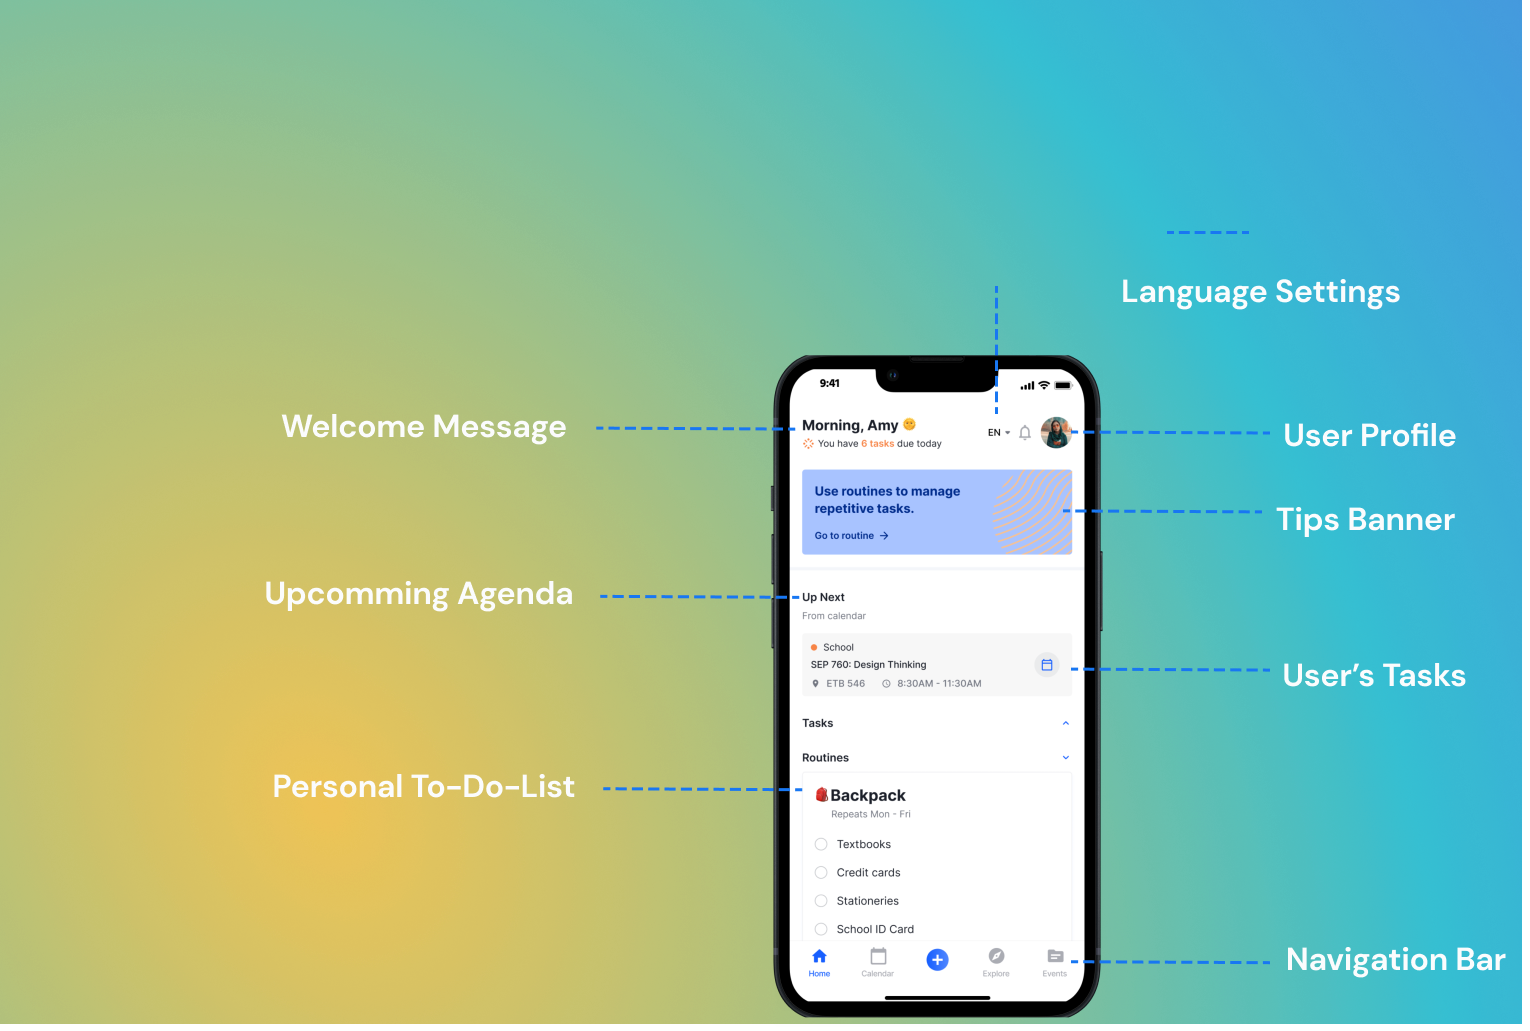 Language Settings
Welcome Message
User Profile
Tips Banner
Upcomming Agenda
User's Tasks
Personal To-Do-List
Navigation Bar
9:41
Morning, Amy
You have 6 tasks due today
EN
Use routines to manage
repetitive tasks.
Go to routine
Up Next
From calendar
School
SEP 760: Design Thinking
ETB 546 8:30AM - 11:30AM
Tasks
Routines
Backpack
Repeats Mon - Fri
Textbooks
Credit cards
Stationeries
School ID Card
Home Calendar Explore Events